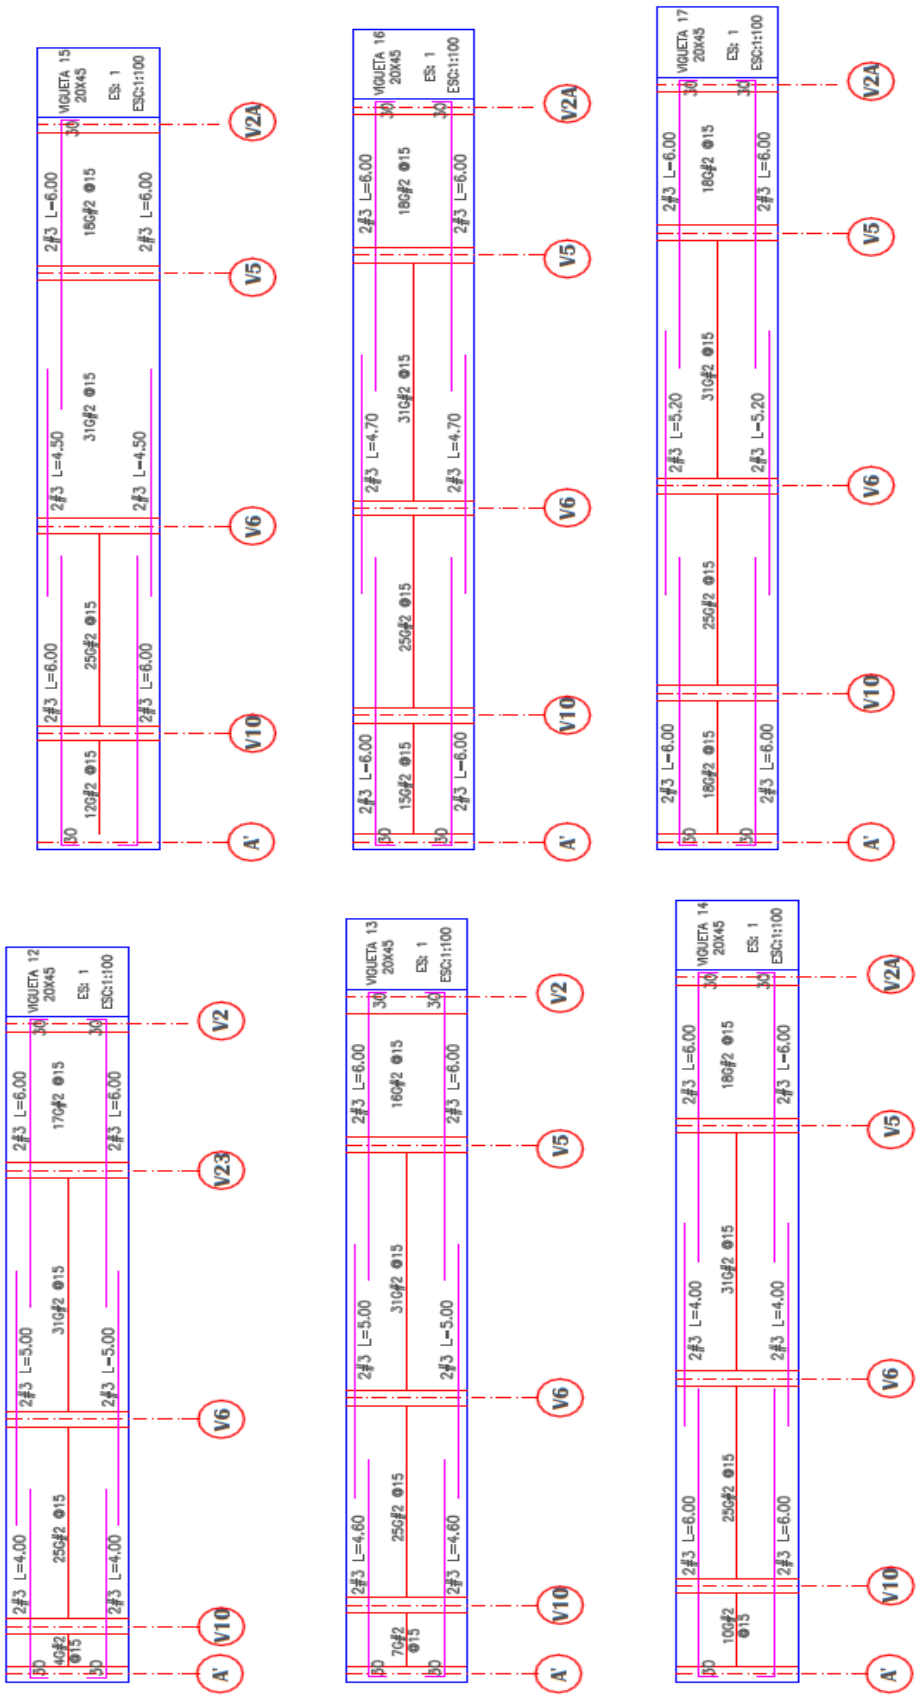 2#3 L=4.00 2#3 L=5.00 2#3 L=6.00
30 30 VIGUETA 12
4G#2 @15 25G#2 @15 31G#2 @15 17G#2 @15 20X45
ES: 1
30 30
2#3 L=4.00 2#3 L=5.00 2#3 L=6.00 ESC:1:100
A' V10 V6 V23 V2
2#3 L=6.00 2#3 L=4.50 2#3 L=6.00
30 30 VIGUETA 15
12G#2 @15 25G#2 @15 31G#2 @15 18G#2 @15 20X45
ES: 1
2#3 L=6.00 2#3 L=4.50 2#3 L=6.00 ESC:1:100
A' V10 V6 V5 V2A
2#3 L=4.60 2#3 L=5.00 2#3 L=6.00
30 30 VIGUETA 13
7G#2 @15 25G#2 @15 31G#2 @15 16G#2 @15 20X45
ES: 1
30 30
2#3 L=4.60 2#3 L=5.00 2#3 L=6.00 ESC:1:100
A' V10 V6 V5 V2
2#3 L=6.00 2#3 L=4.70 2#3 L=6.00
30 30 VIGUETA 16
15G#2 @15 25G#2 @15 31G#2 @15 18G#2 @15 20X45
ES: 1
30 30
2#3 L=6.00 2#3 L=4.70 2#3 L=6.00 ESC:1:100
A' V10 V6 V5 V2A
2#3 L=6.00 2#3 L=4.00 2#3 L=6.00
30 30 VIGUETA 14
10G#2 @15 25G#2 @15 31G#2 @15 18G#2 @15 20X45
ES: 1
30
2#3 L=6.00 2#3 L=4.00 2#3 L=6.00 ESC:1:100
A' V10 V6 V5 V2A
2#3 L=6.00 2#3 L=5.20 2#3 L=6.00
30 30 VIGUETA 17
18G#2 @15 25G#2 @15 31G#2 @15 18G#2 @15 20X45
ES: 1
30 30
2#3 L=6.00 2#3 L=5.20 2#3 L=6.00 ESC:1:100
A' V10 V6 V5 V2A